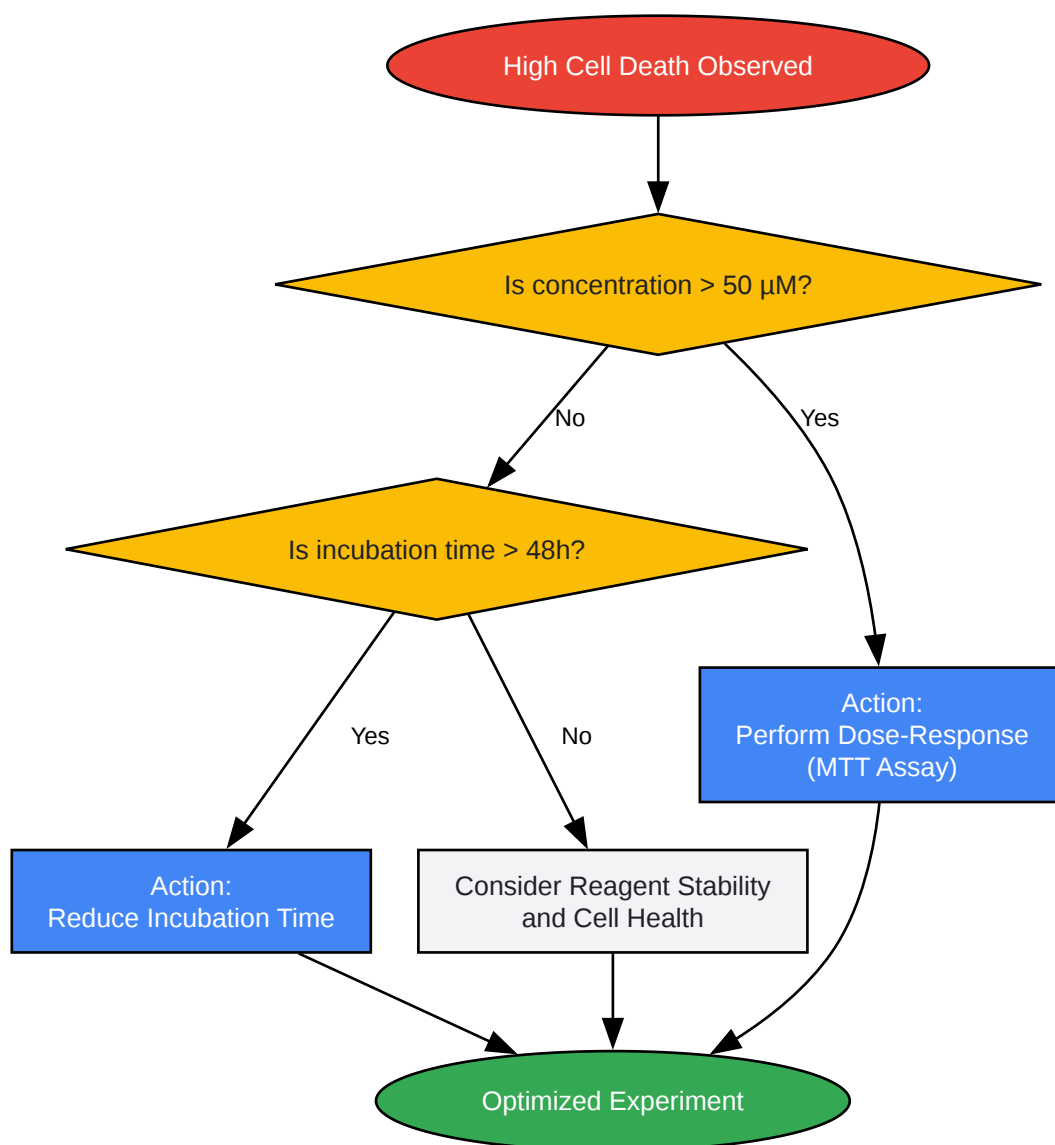 High Cell Death Observed
Is concentration > 50 µM?
No
Yes
Is incubation time > 48h?
Yes
No
Action:
Perform Dose-Response
(MTT Assay)
Action:
Reduce Incubation Time
Consider Reagent Stability
and Cell Health
Optimized Experiment